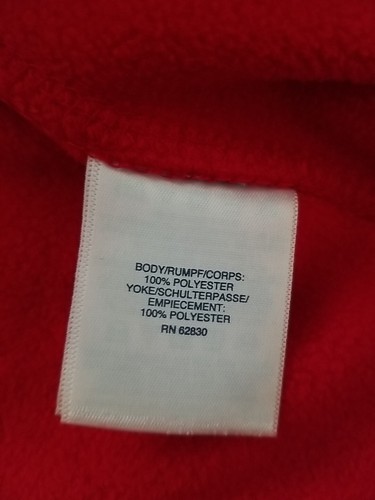 BODY/RUMPF/CORPS:
100% POLYESTER
YOKE/SCHULTERPASSE/
EMPIECEMENT:
100% POLYESTER
RN 62830